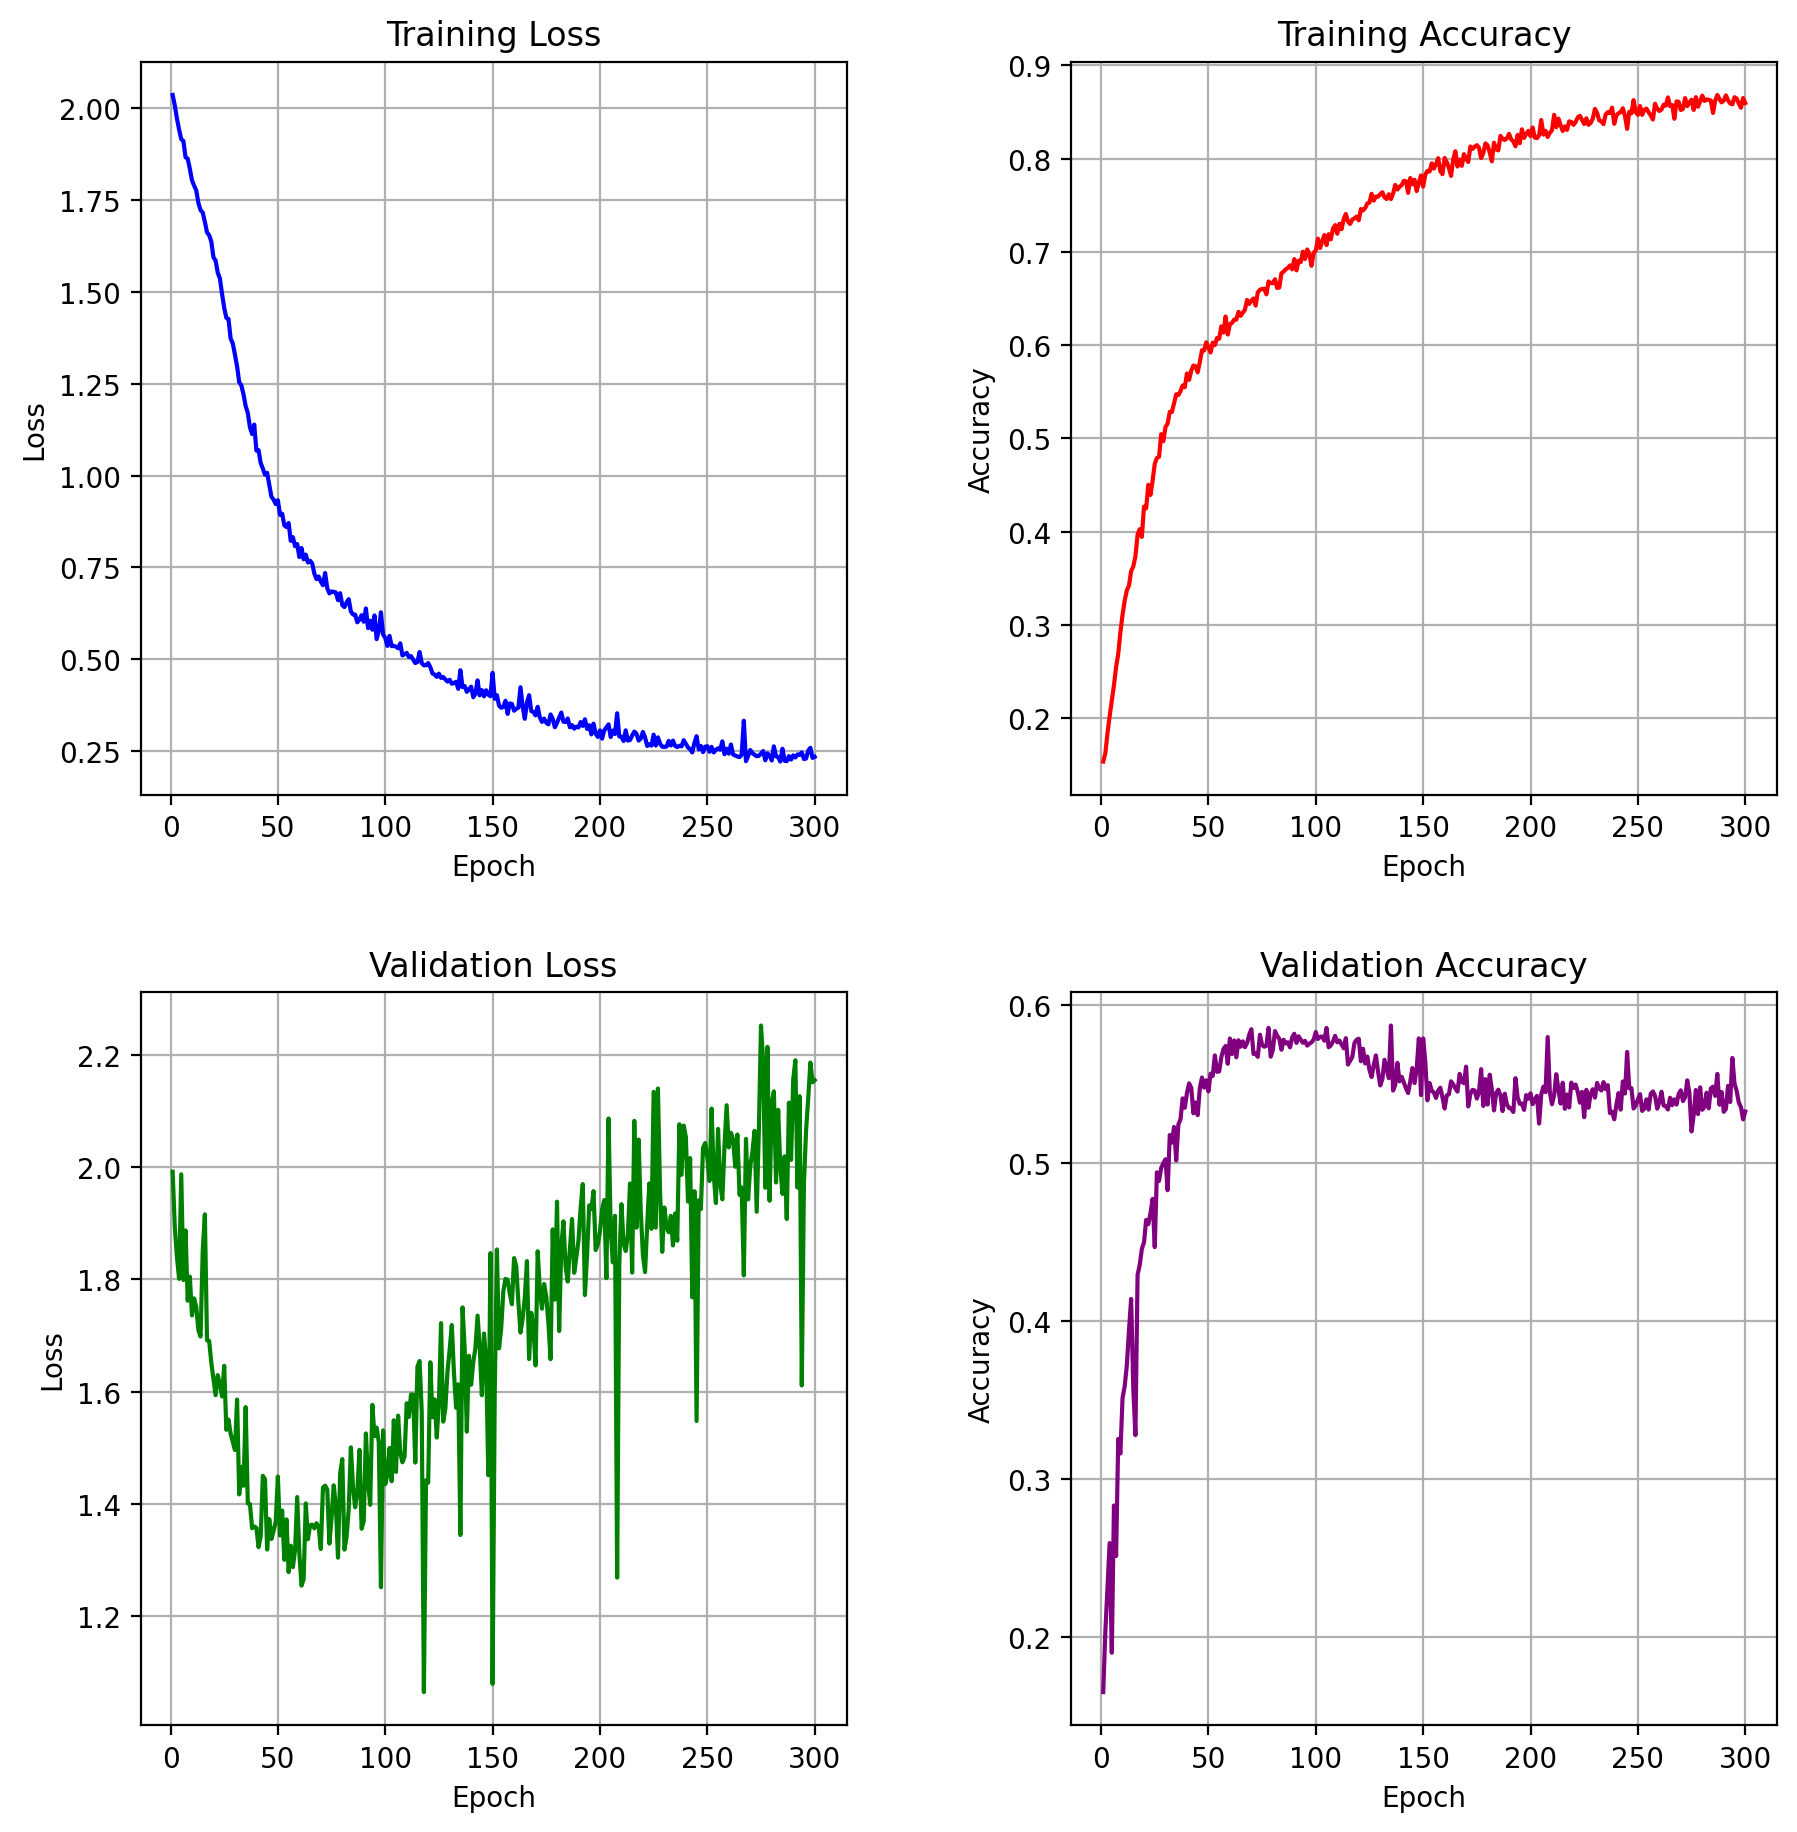 Training Loss
2.00
1.75
1.50
1.25
1.00
0.75
0.50
0.25
Loss
0 50 100 150 200 250 300
Epoch
Training Accuracy
0.9
0.8
0.7
0.6
0.5
0.4
0.3
0.2
Accuracy
0 50 100 150 200 250 300
Epoch
Validation Loss
2.2
2.0
1.8
1.6
1.4
1.2
Loss
0 50 100 150 200 250 300
Epoch
Validation Accuracy
0.6
0.5
0.4
0.3
0.2
Accuracy
0 50 100 150 200 250 300
Epoch